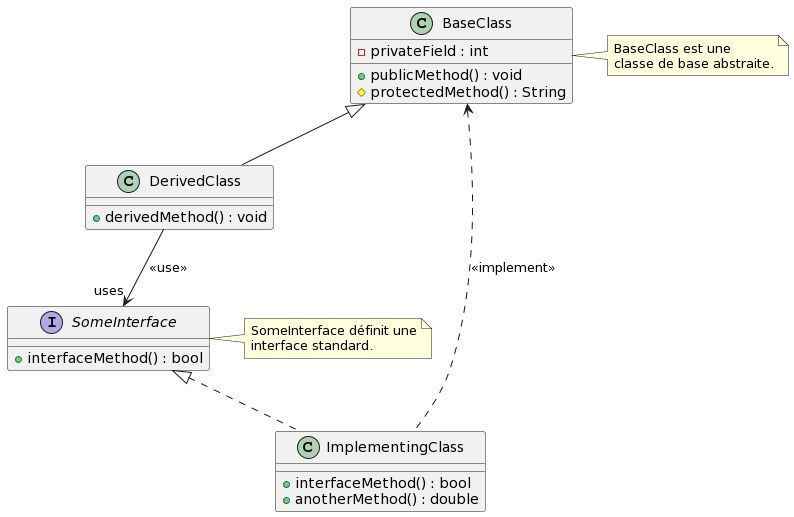 C BaseClass
privateField : int
publicMethod() : void
protectedMethod() : String
BaseClass est une
classe de base abstraite.
C DerivedClass
derivedMethod() : void
«use»
uses
«implement»
I SomeInterface
interfaceMethod() : bool
SomeInterface définit une
interface standard.
C ImplementingClass
interfaceMethod() : bool
anotherMethod() : double